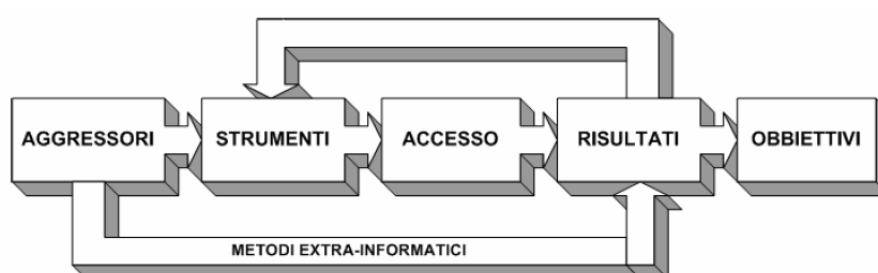 AGGRESSORI
STRUMENTI
ACCESSO
RISULTATI
OBBIETTIVI
METODI EXTRA-INFORMATICI